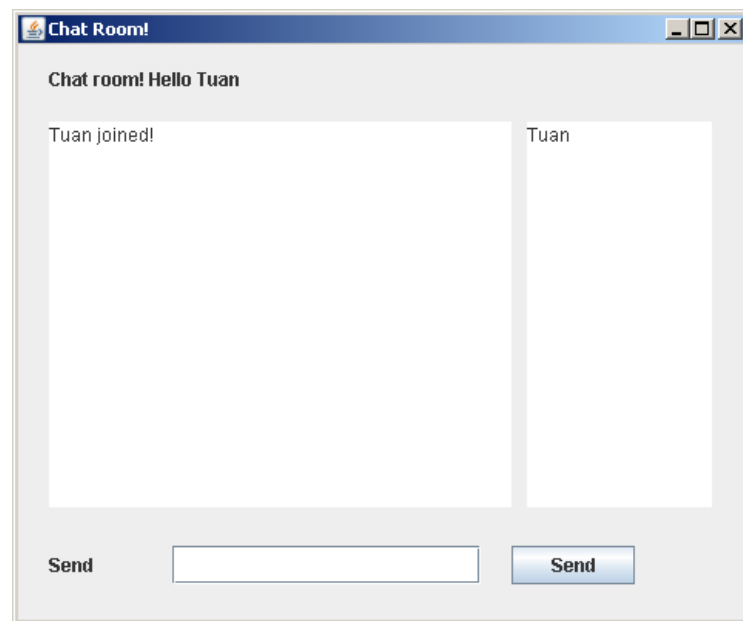 Chat Room!
Chat room! Hello Tuan
Tuan joined!
Tuan
Send
Send